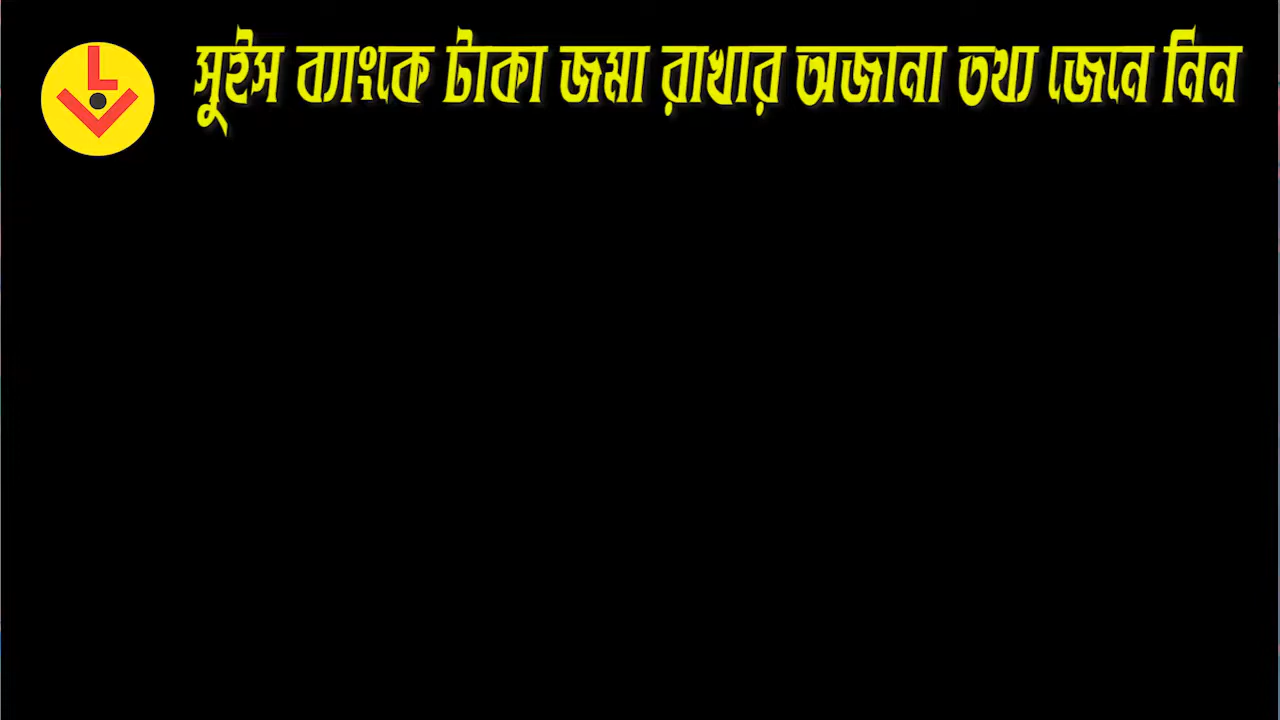 সুইস ব্যাংকে টাকা জমা রাখার অজানা তথ্য জেনে নিন
L